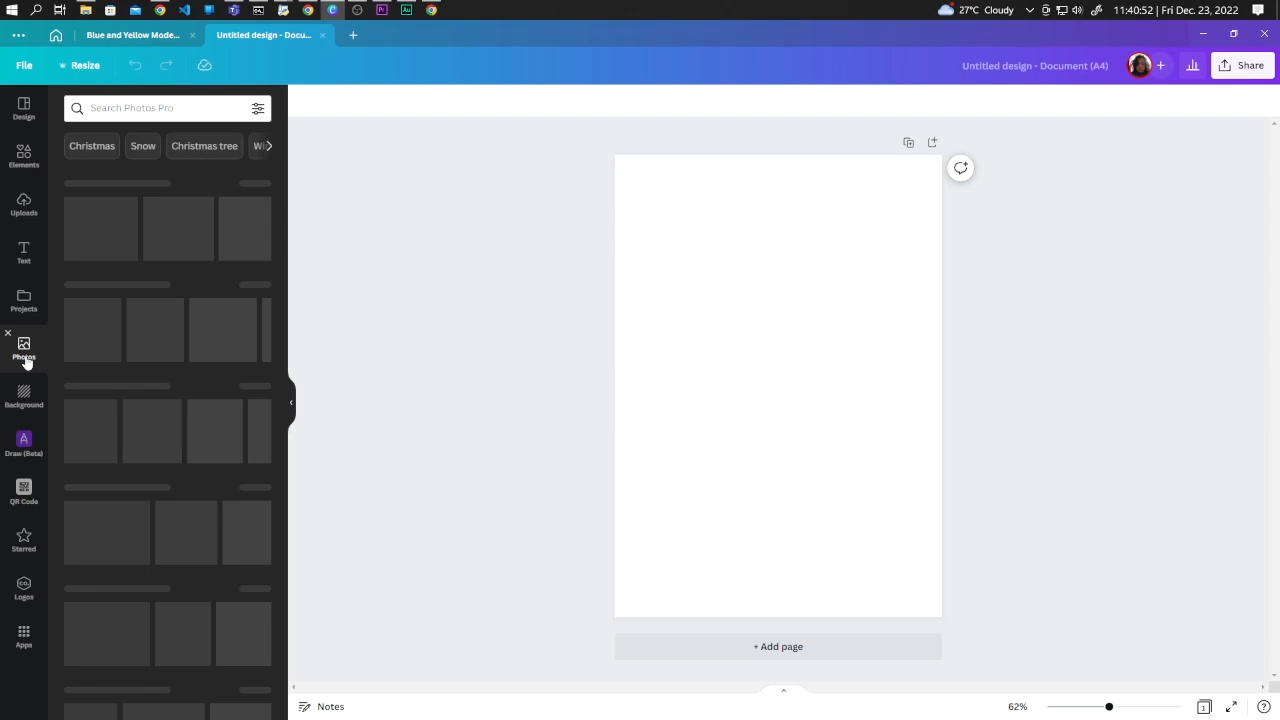 27°C Cloudy
11:40:52 | Fri Dec 23, 2022
Blue and Yellow Mode...
Untitled design - Docu...
File
Resize
Untitled design - Document (A4)
Share
Design
Elements
Uploads
Text
Projects
Photos
Background
Draw (Beta)
QR Code
Starred
Logos
Apps
Search Photos Pro
Christmas
Snow
Christmas tree
Wi
+ Add page
Notes
62%
1